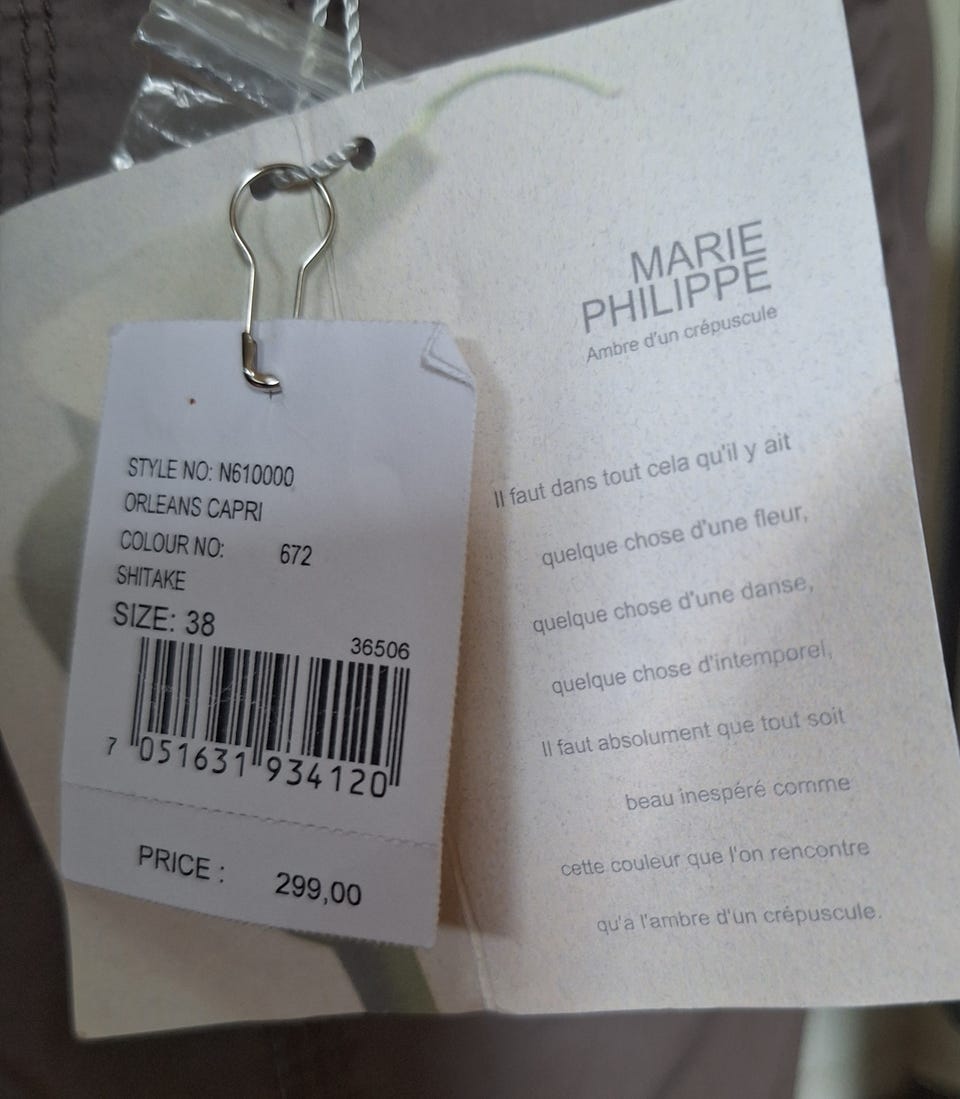 STYLE NO: N610000
ORLEANS CAPRI
COLOUR NO: 672
SHITAKE
SIZE: 38
36506
7 051631 934120
PRICE : 299,00
MARIE
PHILIPPE
Ambre d'un crépuscule
Il faut dans tout cela qu'il y ait
quelque chose d'une fleur,
quelque chose d'une danse,
quelque chose d'intemporel,
Il faut absolument que tout soit
beau inespéré comme
cette couleur que l'on rencontre
qu'a l'ambre d'un crépuscule.